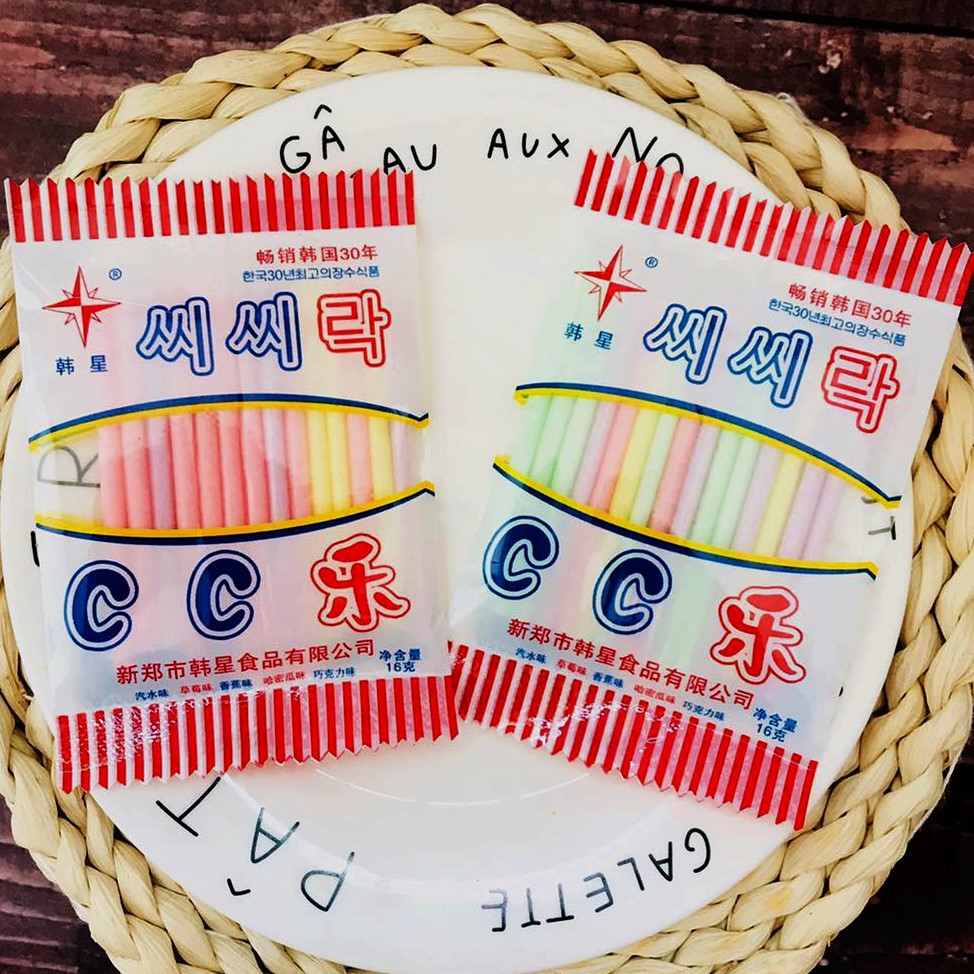 GÂ
AU AUX NO
®
畅销韩国30年
한국30년최고의장수식품
韩星
씨씨락
R
CC乐
新郑市韩星食品有限公司
净含量
16克
汽水味 草莓味 香蕉味 哈密瓜味 巧克力味
®
畅销韩国30年
한국30년최고의장수식품
韩星
씨씨락
CC乐
新郑市韩星食品有限公司
净含量
16克
汽水味 草莓味 香蕉味 哈密瓜味 巧克力味
PÂT
GALETTE